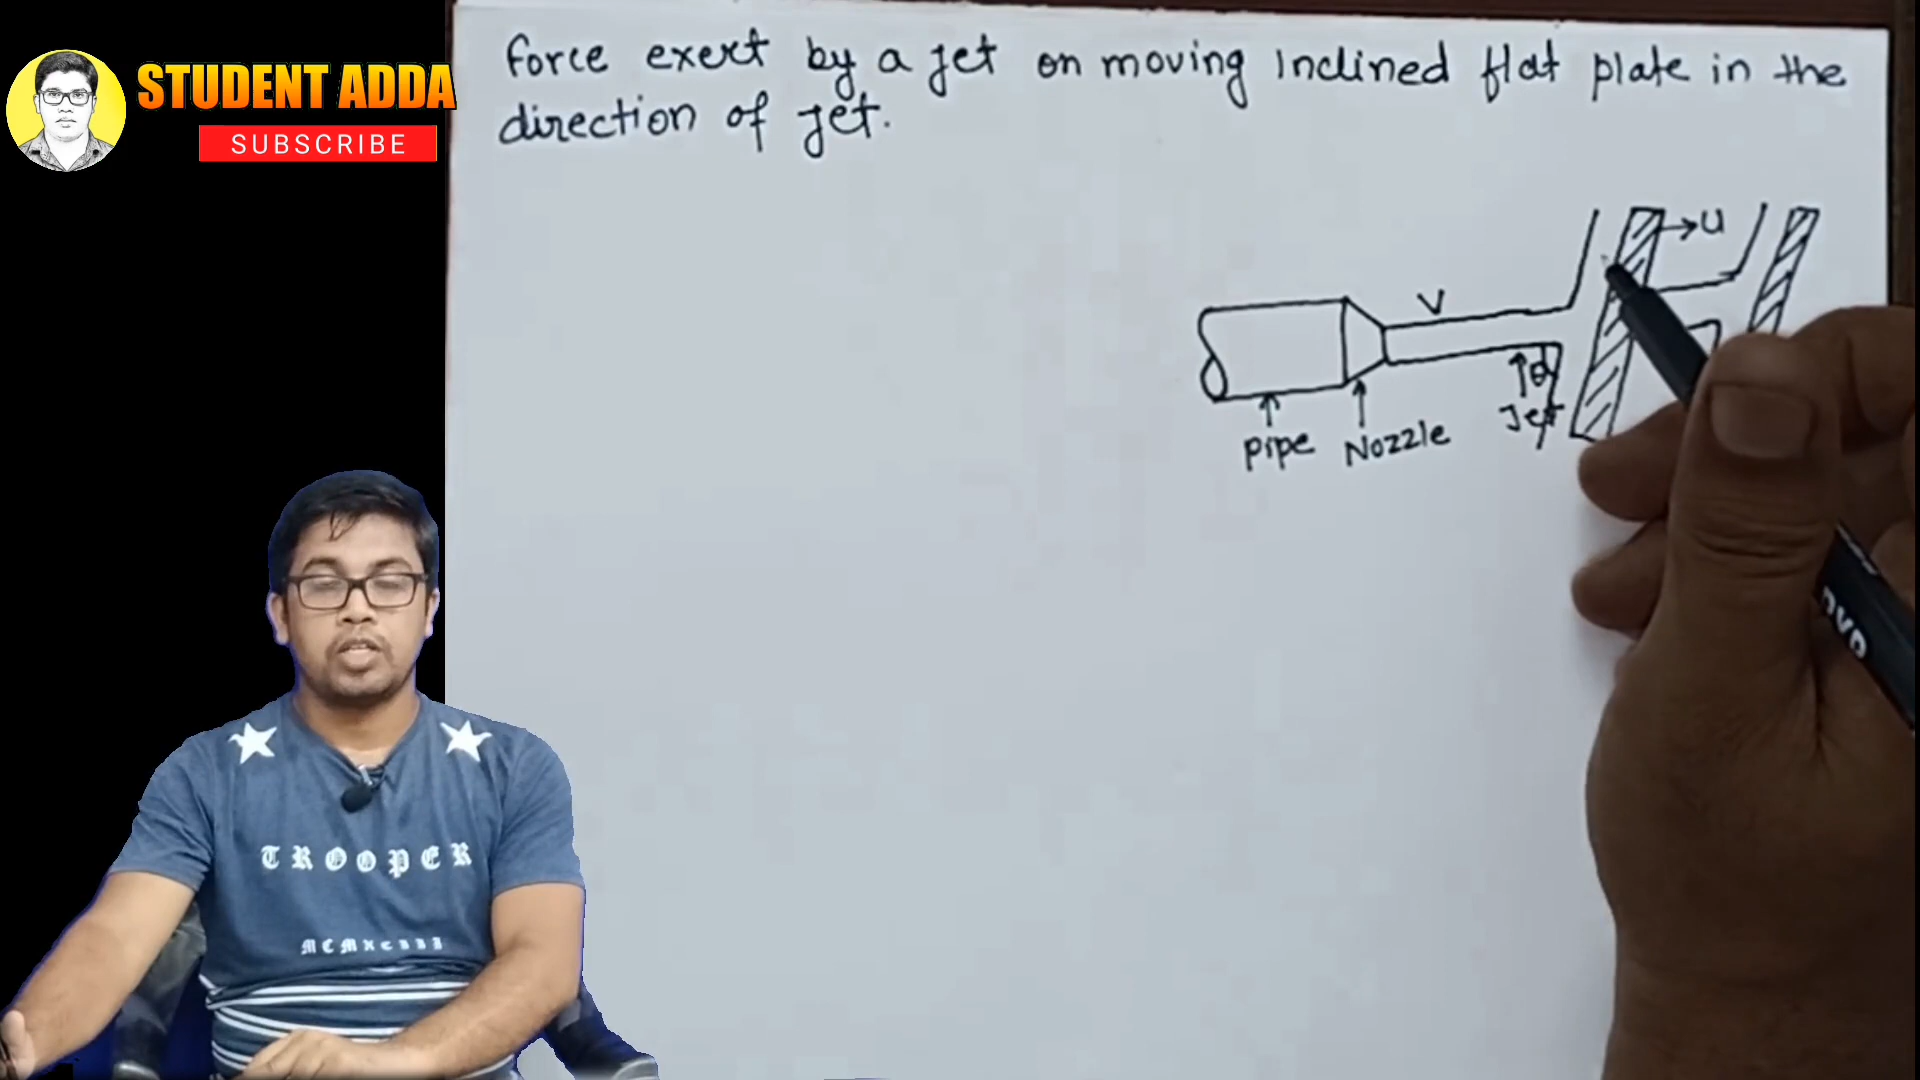 STUDENT ADDA
SUBSCRIBE
force exert by a jet on moving inclined flat plate in the
direction of jet.
u
V
θ
Jet
Pipe
Nozzle
TROOPER